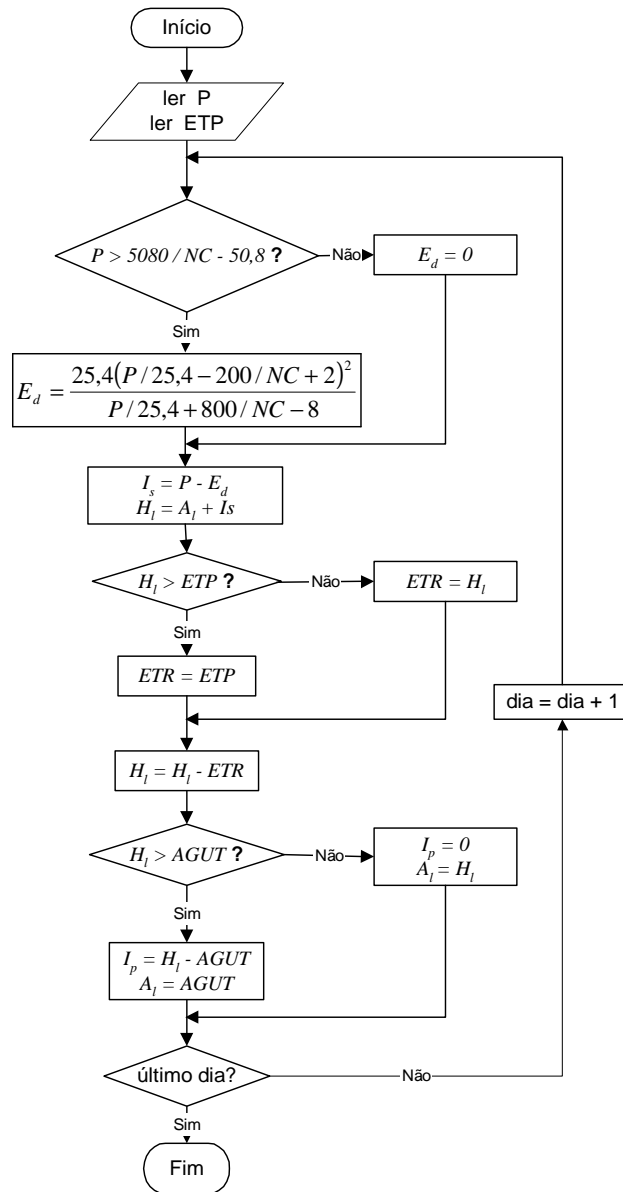 Início
ler P
ler ETP
P > 5080 / NC - 50,8 ?
Não
E_d = 0
Sim
E_d = \frac{25,4(P / 25,4 - 200 / NC + 2)^2}{P / 25,4 + 800 / NC - 8}
I_s = P - E_d
H_l = A_l + Is
H_l > ETP ?
Não
ETR = H_l
Sim
ETR = ETP
dia = dia + 1
H_l = H_l - ETR
H_l > AGUT ?
Não
I_p = 0
A_l = H_l
Sim
I_p = H_l - AGUT
A_l = AGUT
último dia?
Não
Sim
Fim